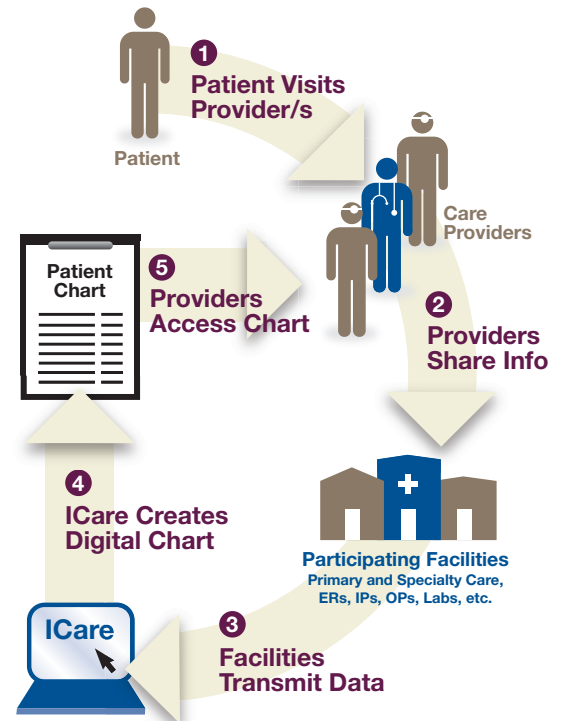 1
Patient Visits
Provider/s
Patient
Care
Providers
5
Providers
Access Chart
Patient
Chart
2
Providers
Share Info
4
ICare Creates
Digital Chart
Participating Facilities
Primary and Specialty Care,
ERs, IPs, OPs, Labs, etc.
ICare
3
Facilities
Transmit Data